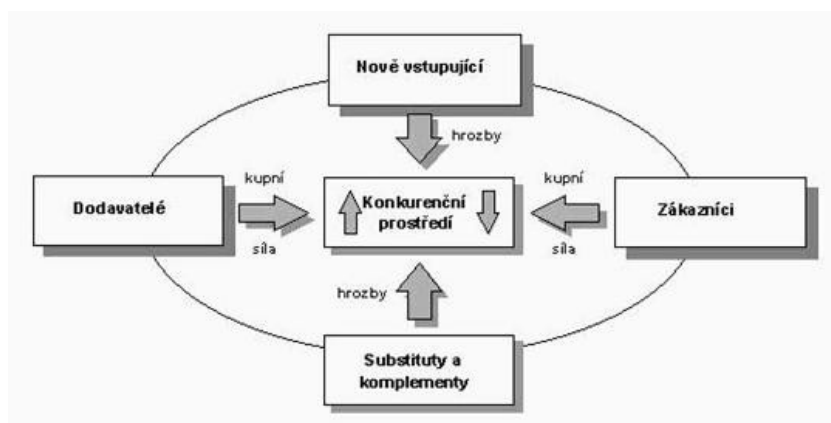 Nově vstupující
hrozby
kupní
Dodavatelé
síla
Konkurenční
prostředí
kupní
Zákazníci
síla
hrozby
Substituty a
komplementy